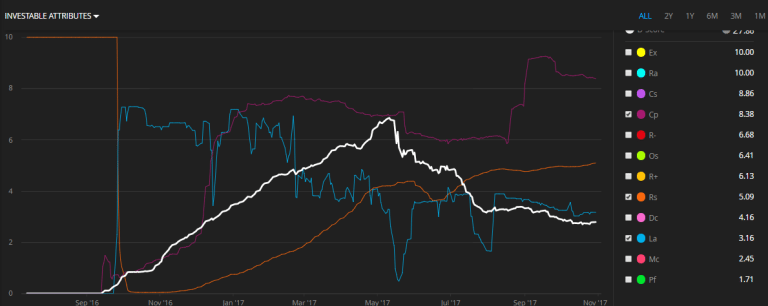 INVESTABLE ATTRIBUTES
ALL 2Y 1Y 6M 3M 1M
10
8
6
4
2
0
Sep '16 Nov '16 Jan '17 Mar '17 May '17 Jul '17 Sep '17 Nov '17
Ex 10.00
Ra 10.00
Cs 8.86
Cp 8.38
R- 6.68
Os 6.41
R+ 6.13
Rs 5.09
Dc 4.16
La 3.16
Mc 2.45
Pf 1.71